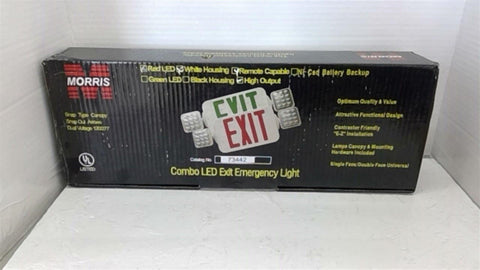 MORRIS
Red LED White Housing Remote Capable Ni-Cad Battery Backup
Green LED Black Housing High Output
Snap Type Canopy
Snap Out Arrows
Dual Voltage 120/277
UL
LISTED
EXIT
EXIT
Catalog No. 73442
Combo LED Exit Emergency Light
Optimum Quality & Value
Attractive Functional Design
Contractor Friendly
"E-Z" Installation
Lamps Canopy & Mounting
Hardware Included
Single Face/Double Face Universal